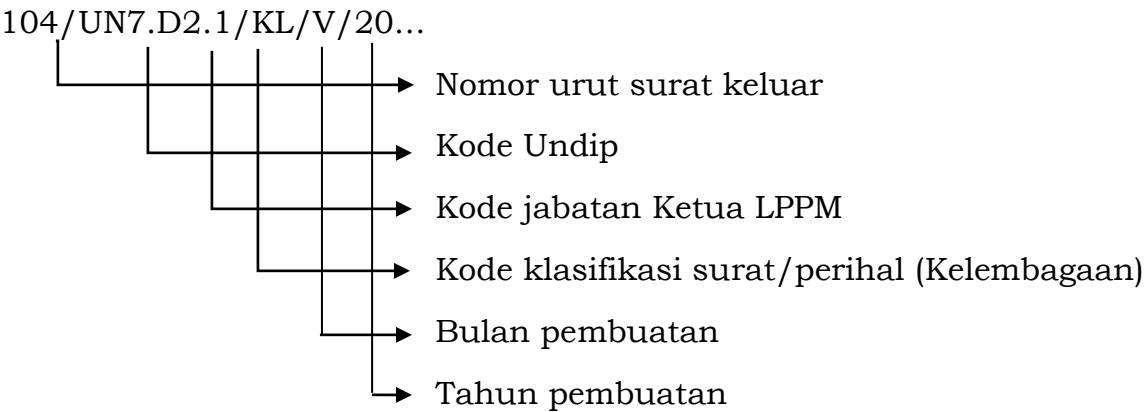 104/UN7.D2.1/KL/V/20...
Nomor urut surat keluar
Kode Undip
Kode jabatan Ketua LPPM
Kode klasifikasi surat/perihal (Kelembagaan)
Bulan pembuatan
Tahun pembuatan